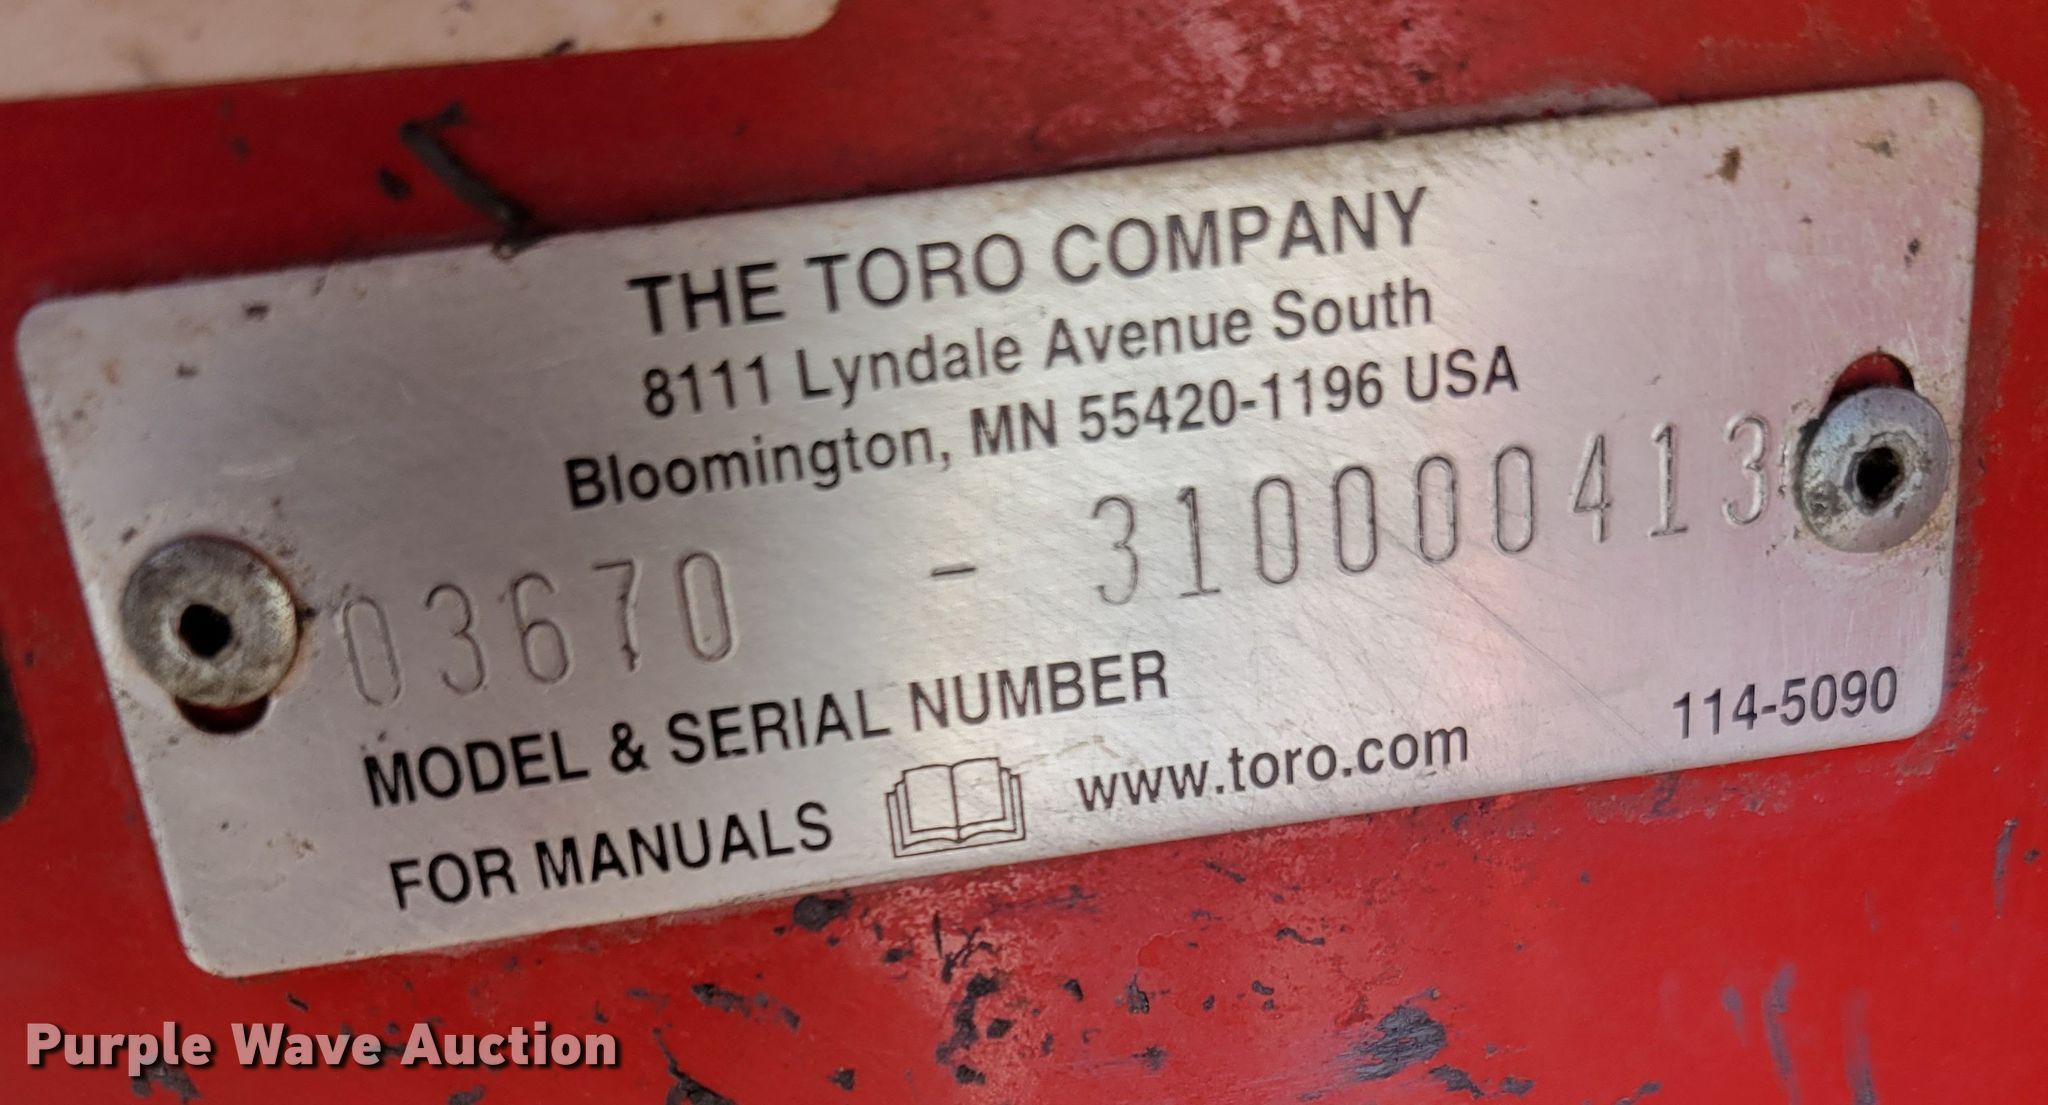 THE TORO COMPANY
8111 Lyndale Avenue South
Bloomington, MN 55420-1196 USA
03670 - 310000413
MODEL & SERIAL NUMBER
FOR MANUALS www.toro.com 114-5090
Purple Wave Auction